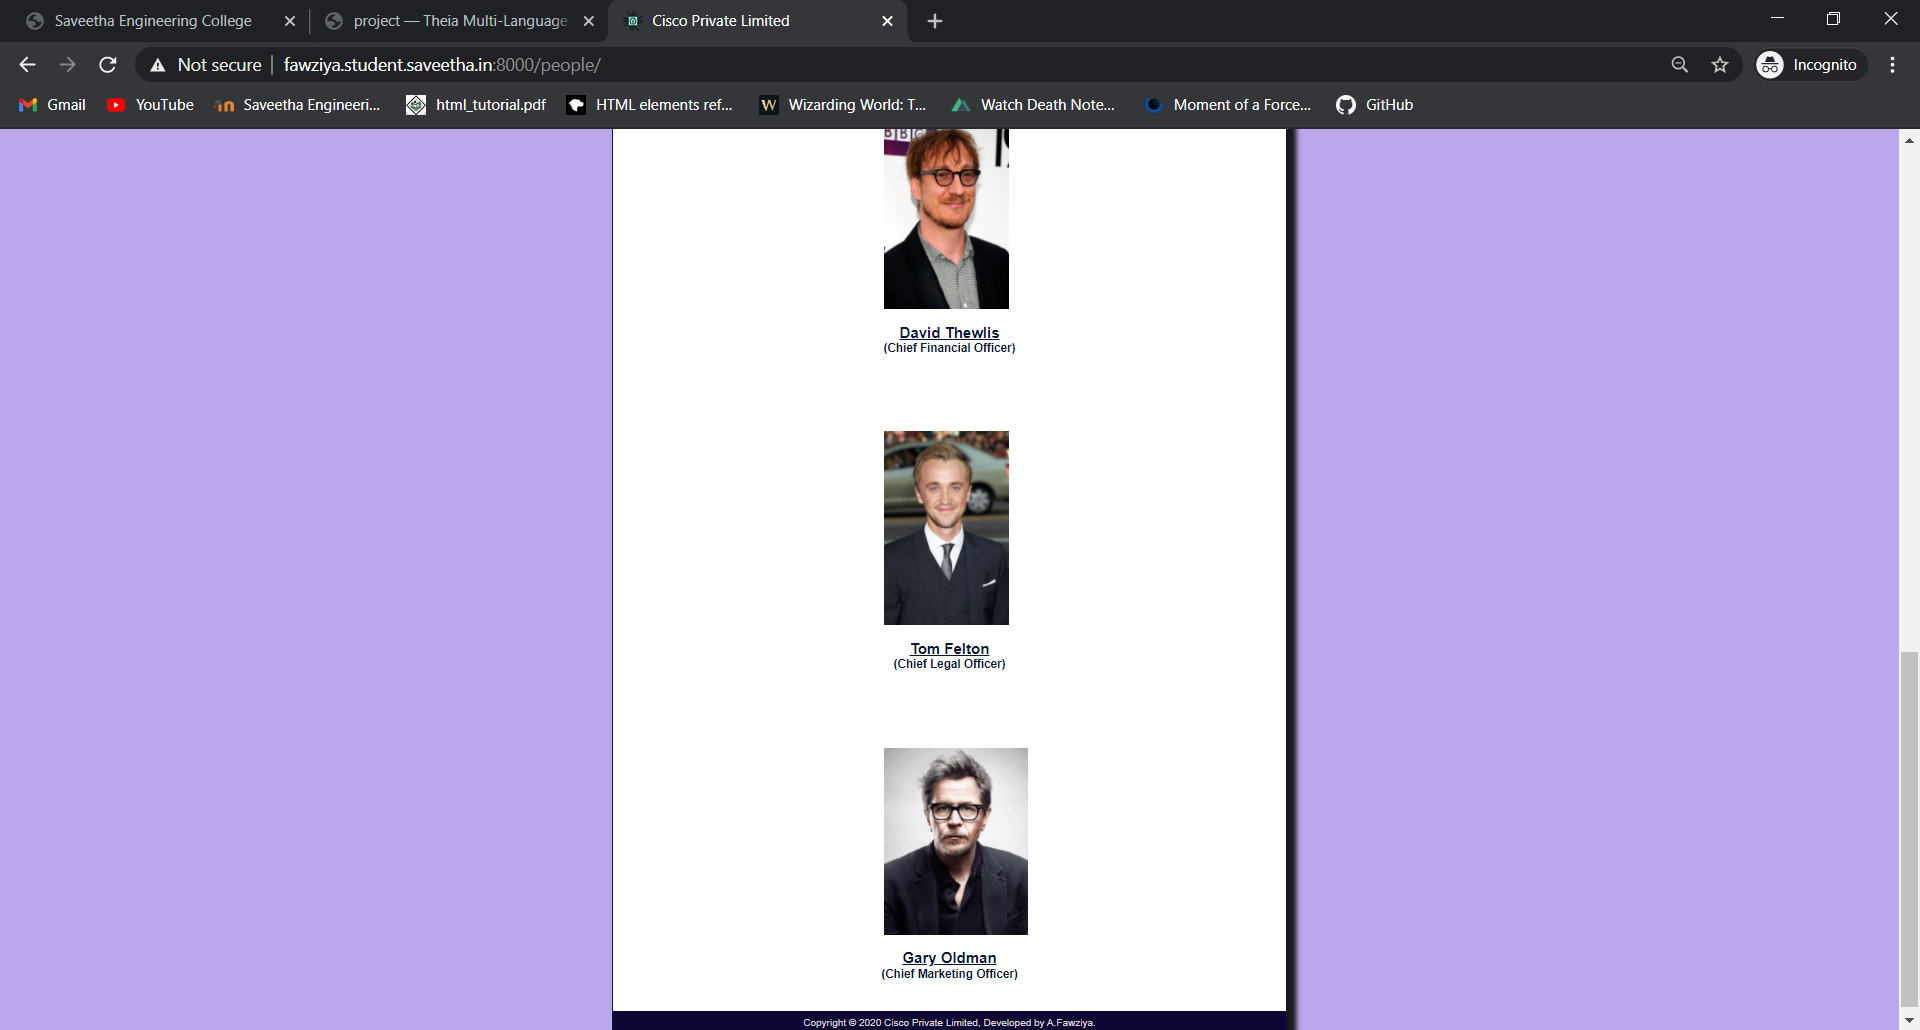 Saveetha Engineering College
project — Theia Multi-Language
Cisco Private Limited
Not secure
fawziya.student.saveetha.in:8000/people/
Incognito
Gmail
YouTube
Saveetha Engineeri...
html_tutorial.pdf
HTML elements ref...
W
Wizarding World: T...
Watch Death Note...
Moment of a Force...
GitHub
BBC
David Thewlis
(Chief Financial Officer)
Tom Felton
(Chief Legal Officer)
Gary Oldman
(Chief Marketing Officer)
Copyright © 2020 Cisco Private Limited, Developed by A.Fawziya.